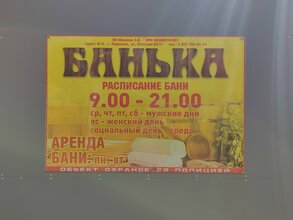 БАНЬКА
РАСПИСАНИЕ БАНИ
9.00 - 21.00
ср, чт, пт, сб - мужские дни
вс - женский день
социальный день - среда
АРЕНДА
БАНИ: пн, вт
ОБЪЕКТ ОХРАНЯЕТСЯ ПОЛИЦИЕЙ